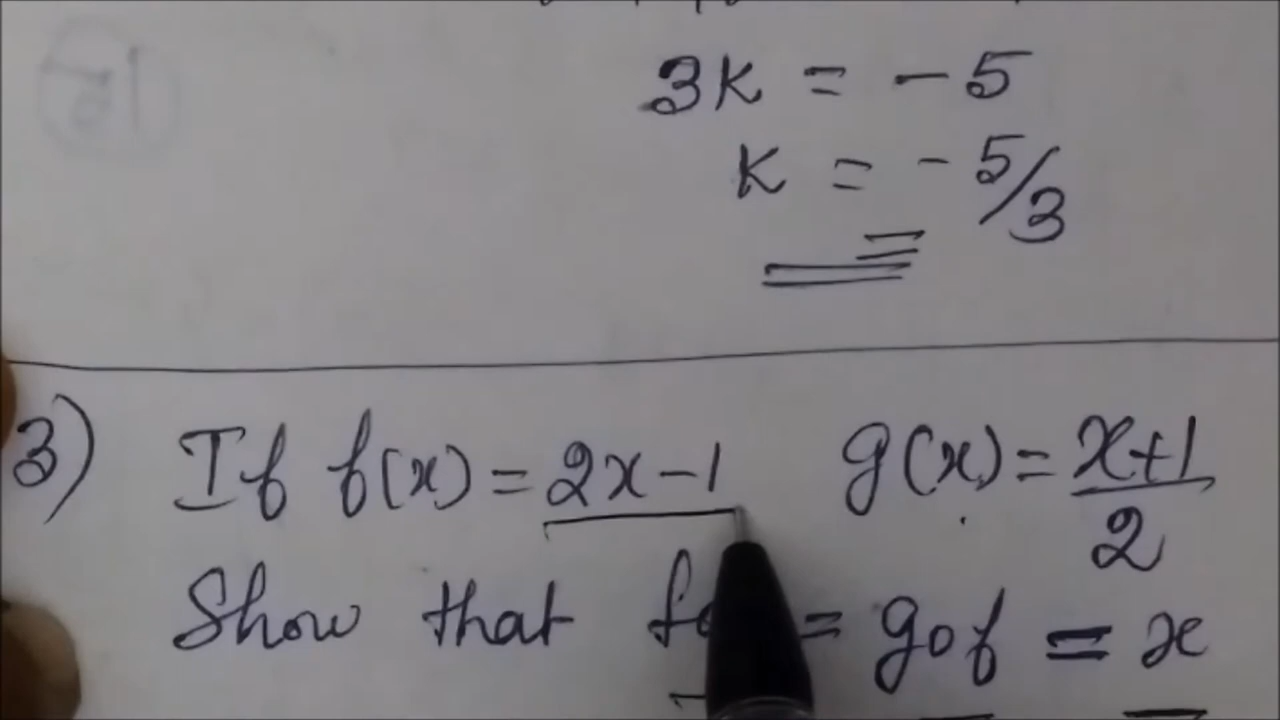 3K = -5
K = -5/3
3) If f(x) = 2x-1 g(x) = x+1/2
Show that = gof = x